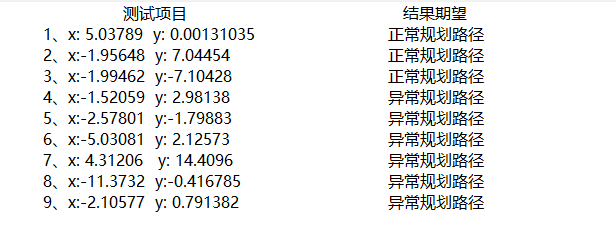 测试项目 结果期望
1、x: 5.03789 y: 0.00131035 正常规划路径
2、x:-1.95648 y: 7.04454 正常规划路径
3、x:-1.99462 y:-7.10428 正常规划路径
4、x:-1.52059 y: 2.98138 异常规划路径
5、x:-2.57801 y:-1.79883 异常规划路径
6、x:-5.03081 y: 2.12573 异常规划路径
7、x: 4.31206 y: 14.4096 异常规划路径
8、x:-11.3732 y:-0.416785 异常规划路径
9、x:-2.10577 y: 0.791382 异常规划路径